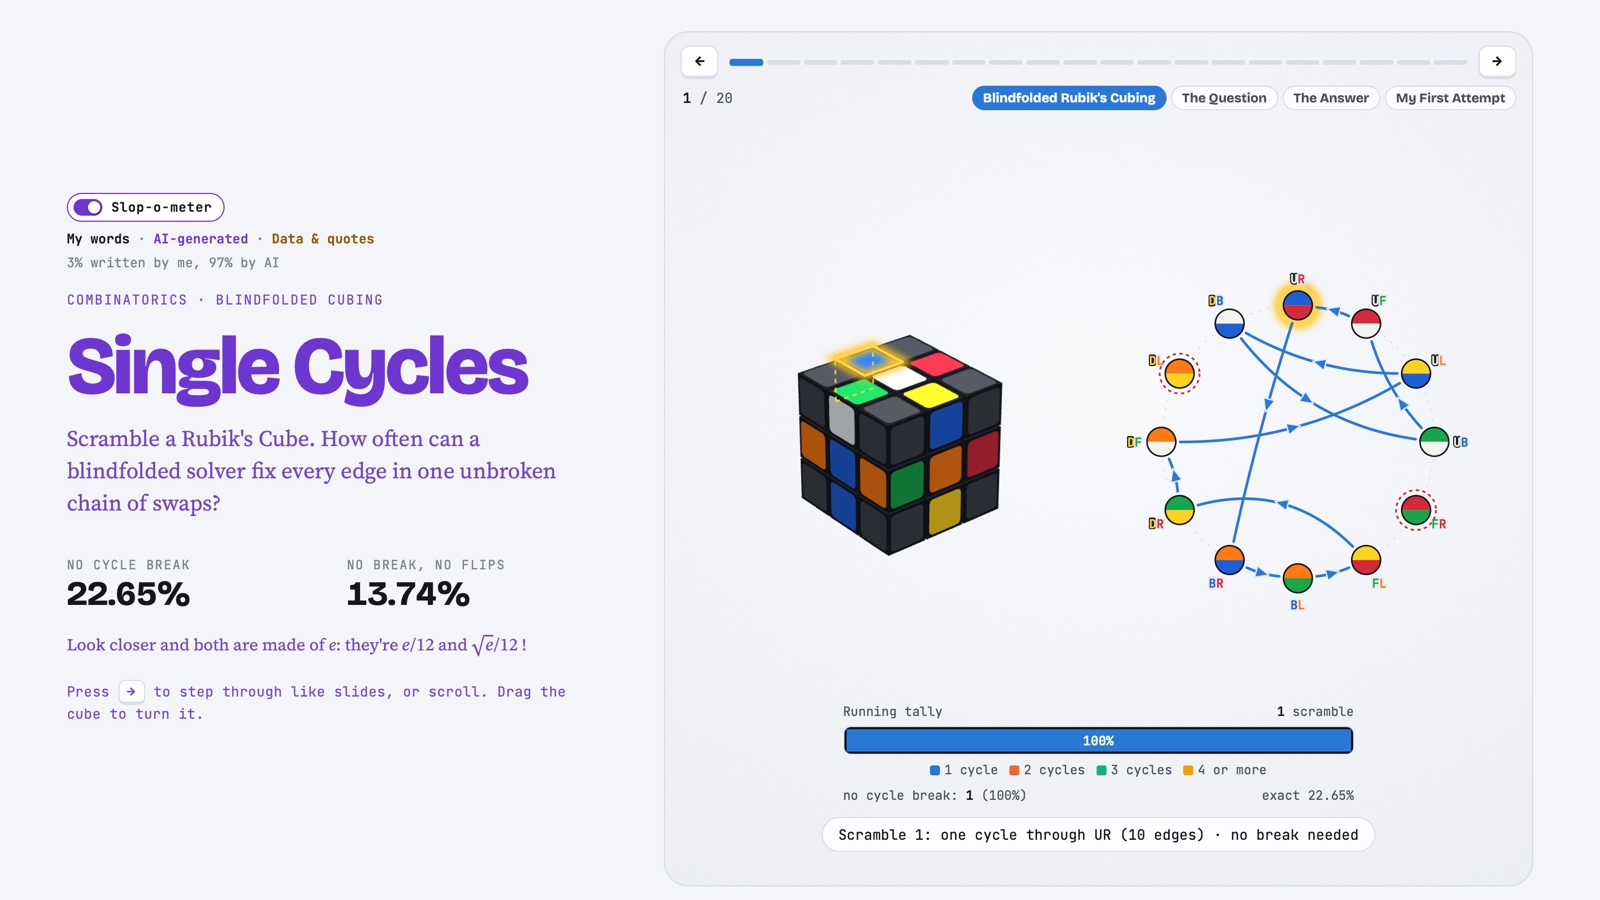 Slop-o-meter
My words · AI-generated · Data & quotes
3% written by me, 97% by AI
COMBINATORICS · BLINDFOLDED CUBING
Single Cycles
Scramble a Rubik's Cube. How often can a
blindfolded solver fix every edge in one unbroken
chain of swaps?
NO CYCLE BREAK
22.65%
NO BREAK, NO FLIPS
13.74%
Look closer and both are made of e: they're e/12 and √e/12 !
Press → to step through like slides, or scroll. Drag the
cube to turn it.
← →
1 / 20
Blindfolded Rubik's Cubing The Question The Answer My First Attempt
UR
DB
UF
DL
UL
DF
UB
DR
FR
BR
FL
BL
Running tally 1 scramble
100%
1 cycle 2 cycles 3 cycles 4 or more
no cycle break: 1 (100%) exact 22.65%
Scramble 1: one cycle through UR (10 edges) · no break needed